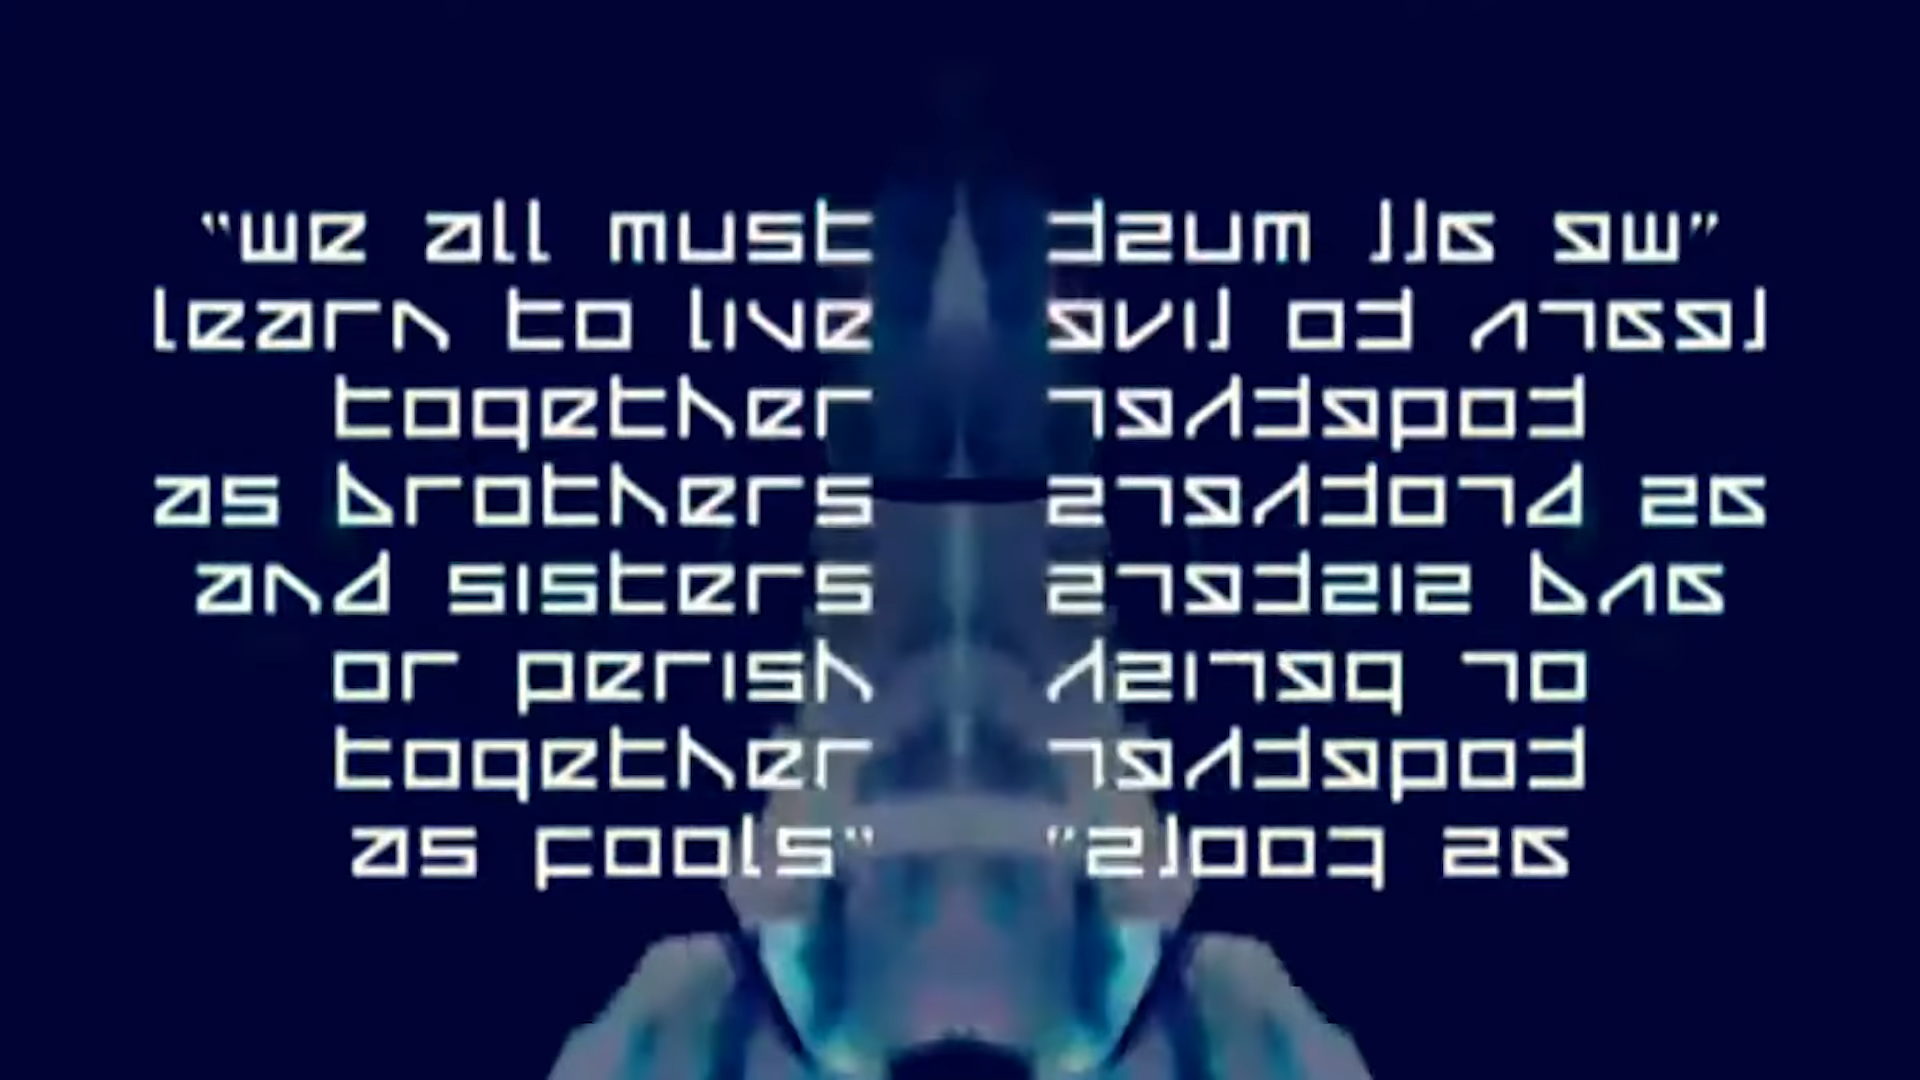 "we all must
learn to live
together
as brothers
and sisters
or perish
together
as fools"